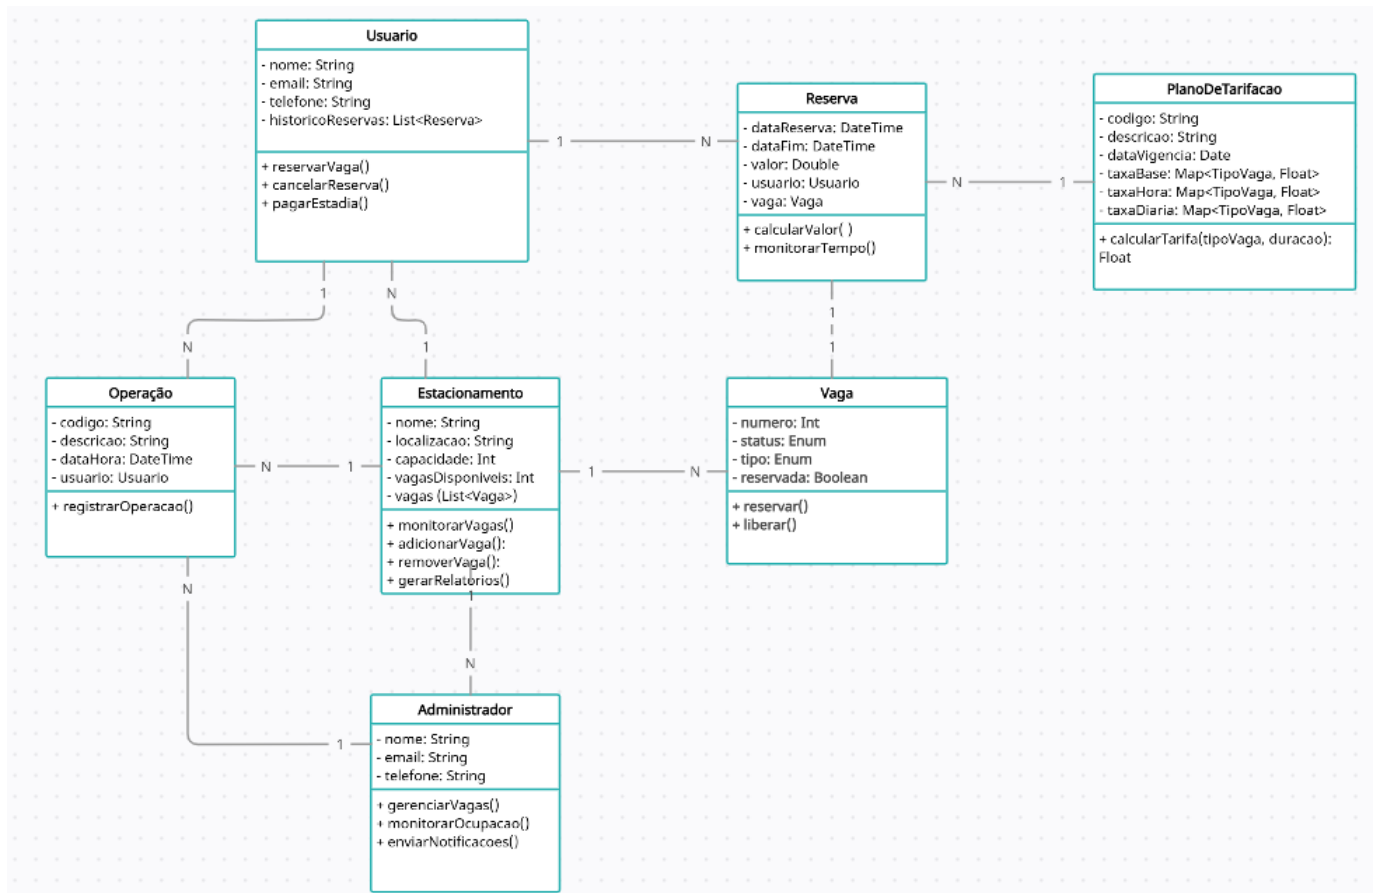 Usuario
- nome: String
- email: String
- telefone: String
- historicoReservas: List<Reserva>
+ reservarVaga()
+ cancelarReserva()
+ pagarEstadia()
1
N
Reserva
- dataReserva: DateTime
- dataFim: DateTime
- valor: Double
- usuario: Usuario
- vaga: Vaga
+ calcularValor( )
+ monitorarTempo()
N
1
PlanoDeTarifacao
- codigo: String
- descricao: String
- dataVigencia: Date
- taxaBase: Map<TipoVaga, Float>
- taxaHora: Map<TipoVaga, Float>
- taxaDiaria: Map<TipoVaga, Float>
+ calcularTarifa(tipoVaga, duracao):
Float
1
N
N
1
1
1
Operação
- codigo: String
- descricao: String
- dataHora: DateTime
- usuario: Usuario
+ registrarOperacao()
N
1
Estacionamento
- nome: String
- localizacao: String
- capacidade: Int
- vagasDisponíveis: Int
- vagas (List<Vaga>)
+ monitorarVagas()
+ adicionarVaga():
+ removerVaga():
+ gerarRelatorios()
1
N
Vaga
- numero: Int
- status: Enum
- tipo: Enum
- reservada: Boolean
+ reservar()
+ liberar()
N
1
1
N
Administrador
- nome: String
- email: String
- telefone: String
+ gerenciarVagas()
+ monitorarOcupacao()
+ enviarNotificacoes()